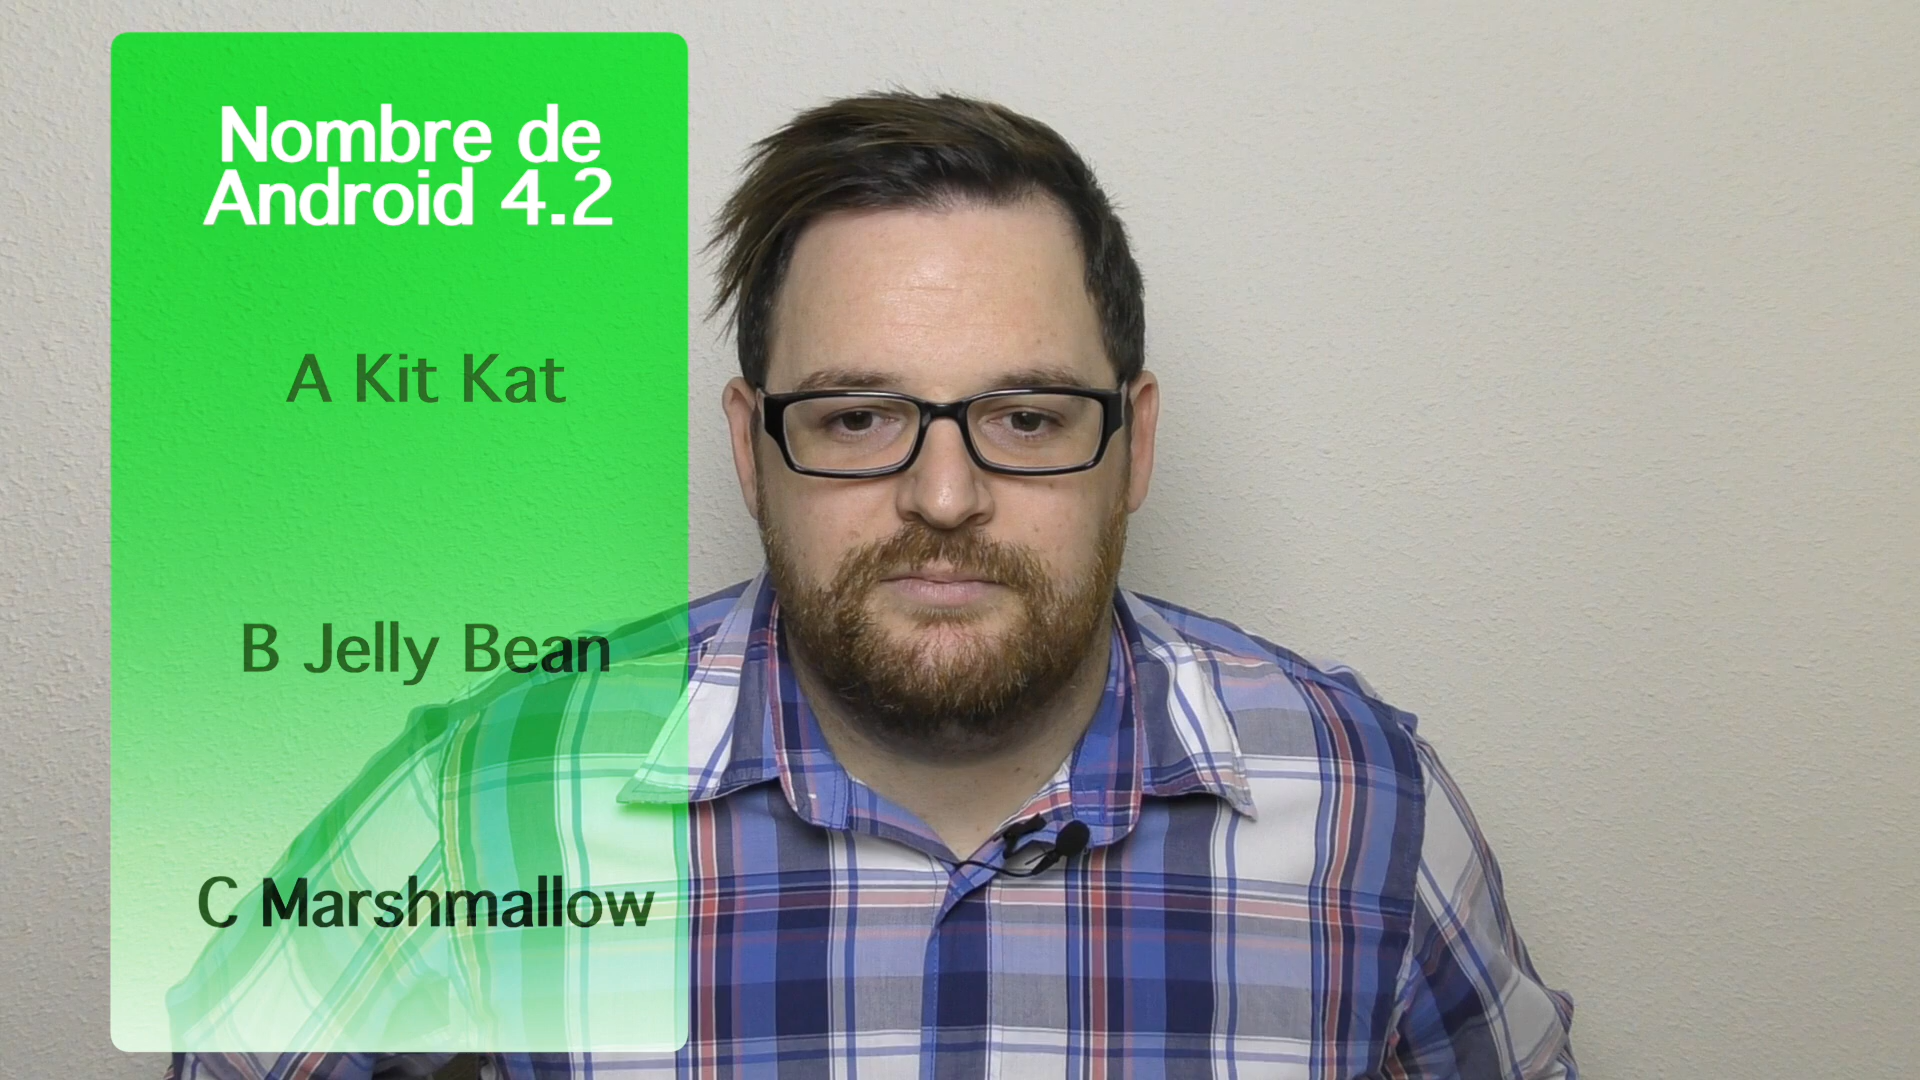 Nombre de
Android 4.2
A Kit Kat
B Jelly Bean
C Marshmallow